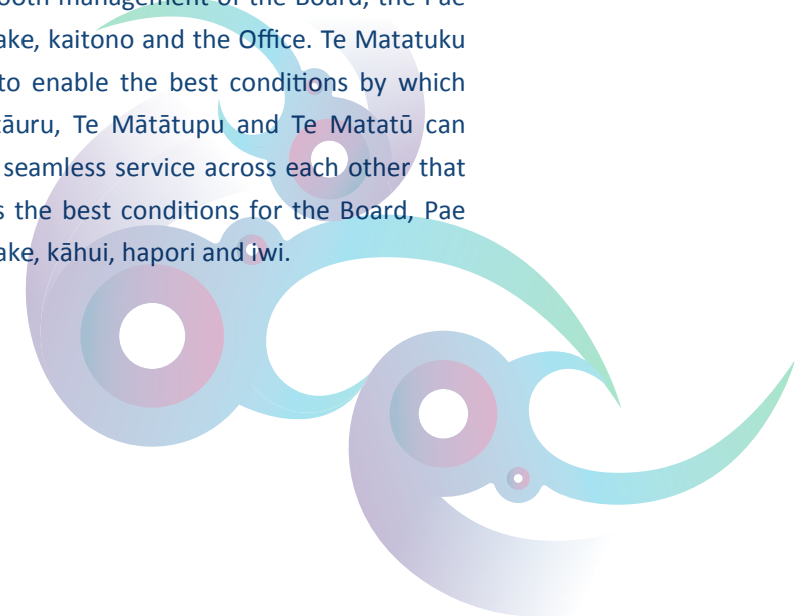 ooth management of the Board, the Pae
ake, kaitono and the Office. Te Matatuku
to enable the best conditions by which
tāuru, Te Mātātupu and Te Matatū can
seamless service across each other that
s the best conditions for the Board, Pae
ake, kāhui, hapori and iwi.